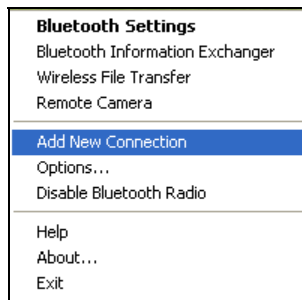 Bluetooth Settings
Bluetooth Information Exchanger
Wireless File Transfer
Remote Camera
Add New Connection
Options...
Disable Bluetooth Radio
Help
About...
Exit